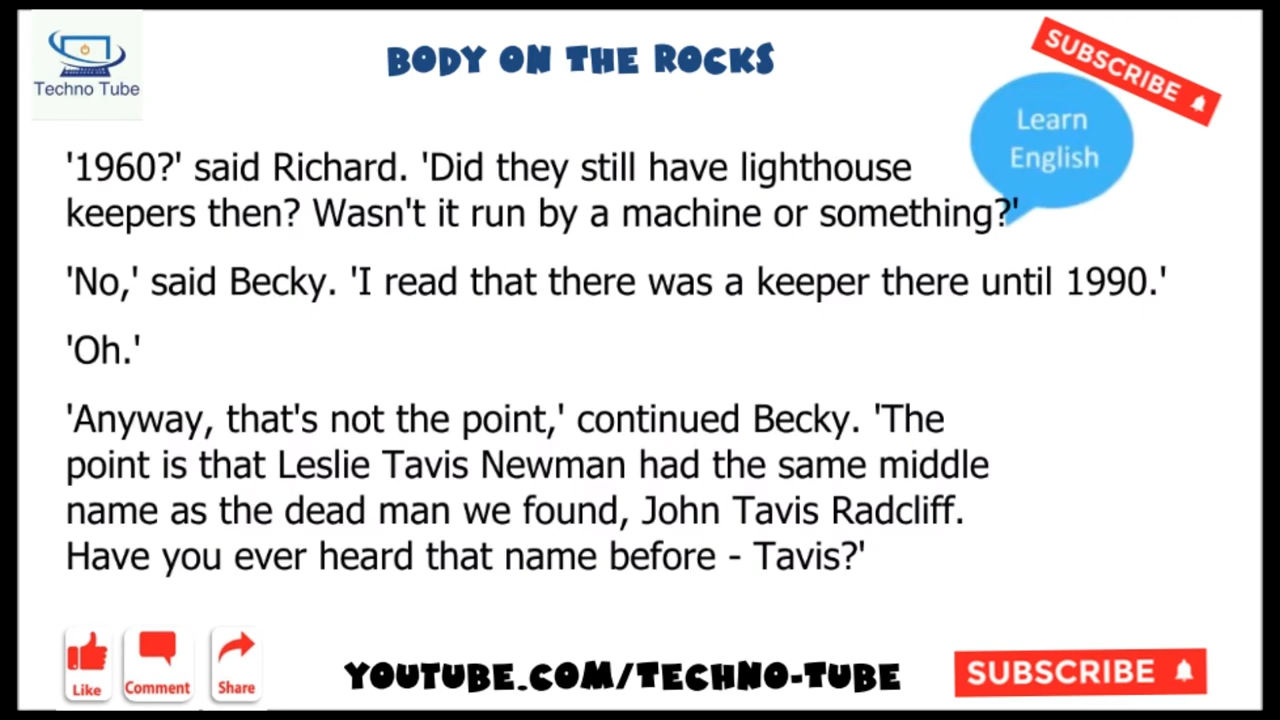 Techno Tube
BODY ON THE ROCKS
SUBSCRIBE
Learn
English
'1960?' said Richard. 'Did they still have lighthouse
keepers then? Wasn't it run by a machine or something?'
'No,' said Becky. 'I read that there was a keeper there until 1990.'
'Oh.'
'Anyway, that's not the point,' continued Becky. 'The
point is that Leslie Tavis Newman had the same middle
name as the dead man we found, John Tavis Radcliff.
Have you ever heard that name before - Tavis?'
Like
Comment
Share
YOUTUBE.COM/TECHNO-TUBE
SUBSCRIBE